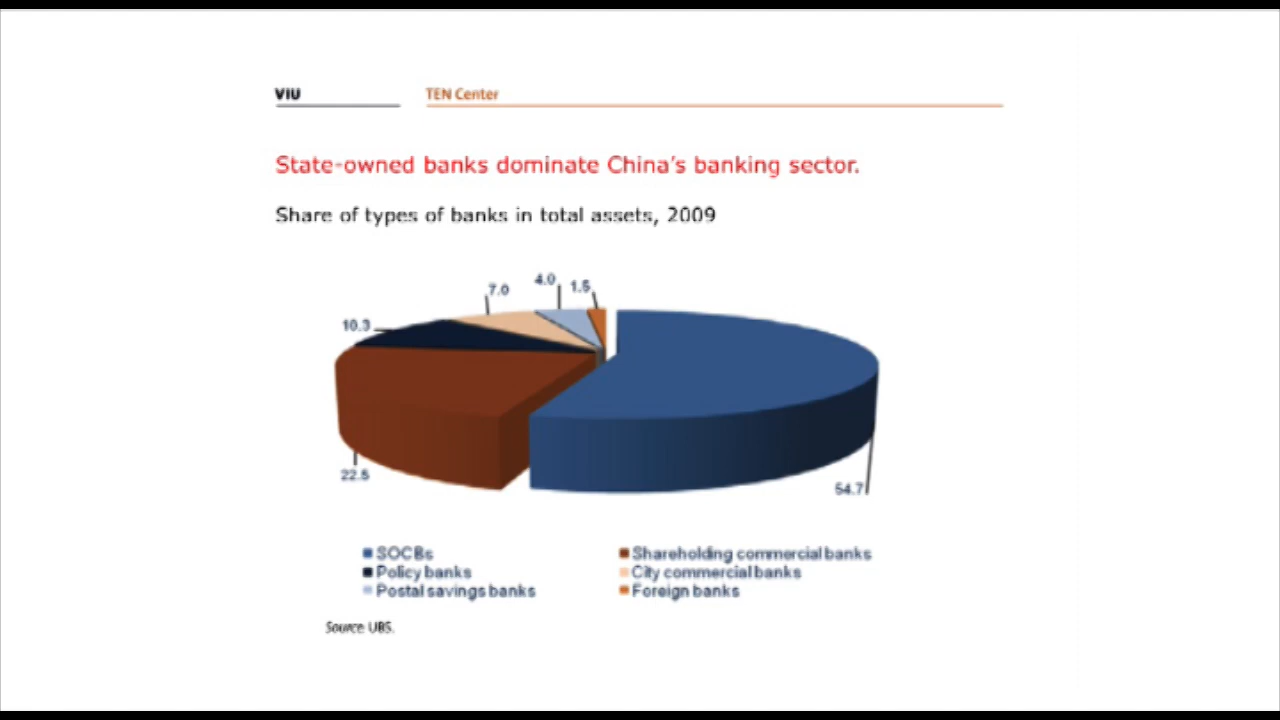 VIU TEN Center
State-owned banks dominate China's banking sector.
Share of types of banks in total assets, 2009
4.0
7.0 1.5
10.3
22.5
54.7
SOCBs Shareholding commercial banks
Policy banks City commercial banks
Postal savings banks Foreign banks
Source: UBS.